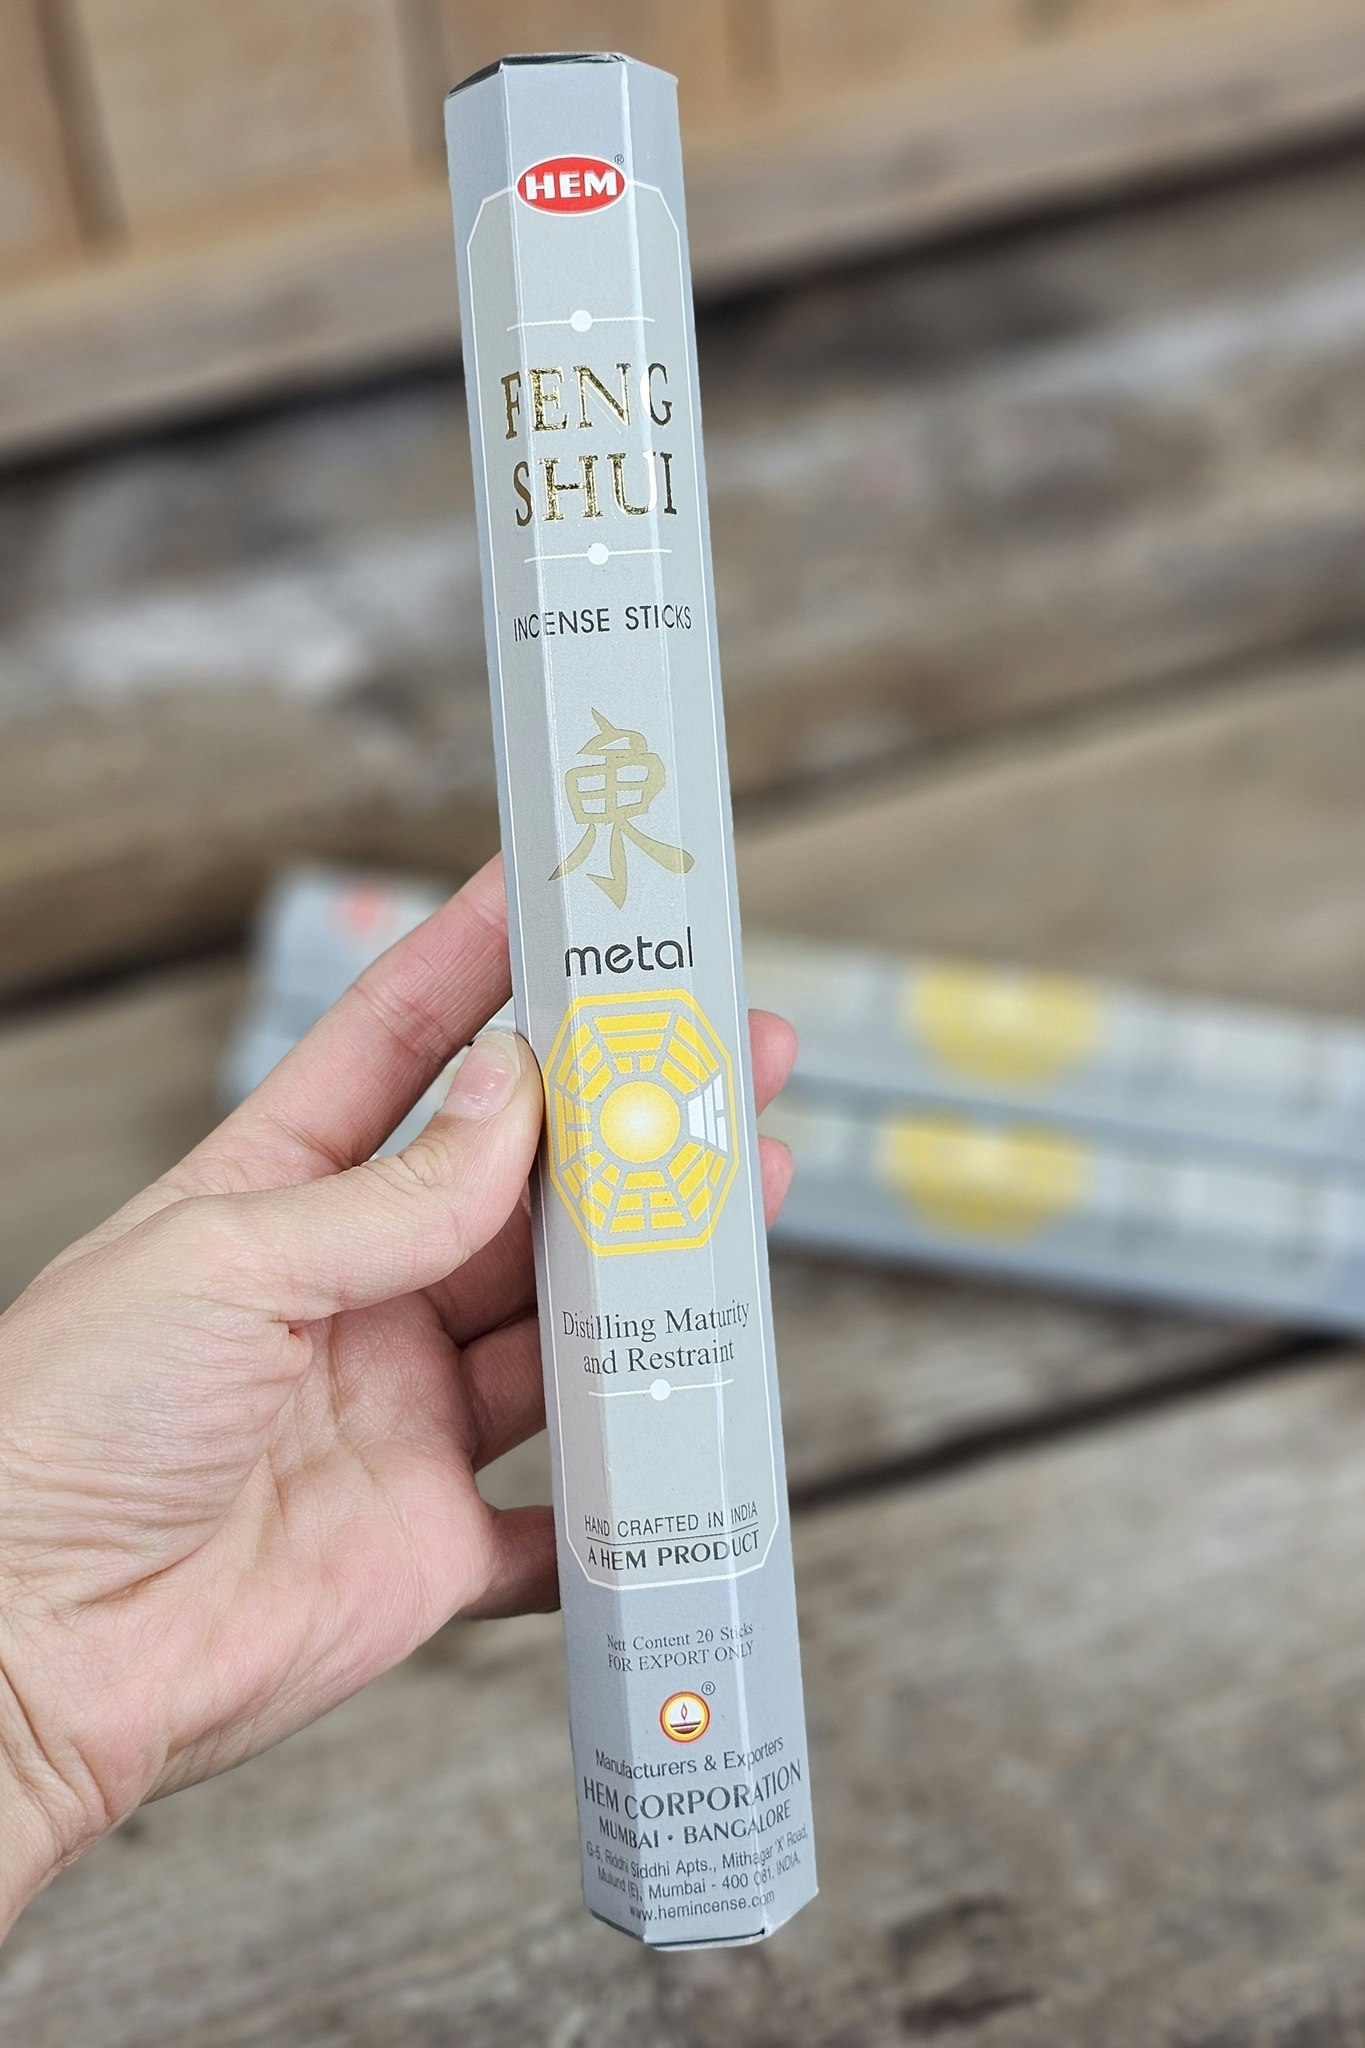 HEM®
FENG
SHUI
INCENSE STICKS
東
metal
Distilling Maturity
and Restraint
HAND CRAFTED IN INDIA
A HEM PRODUCT
Nett Content 20 Sticks
FOR EXPORT ONLY
®
Manufacturers & Exporters
HEM CORPORATION
MUMBAI • BANGALORE
G-5, Riddhi Siddhi Apts., Mithagar 'X' Road,
Mulund (E), Mumbai - 400 081. INDIA.
www.hemincense.com